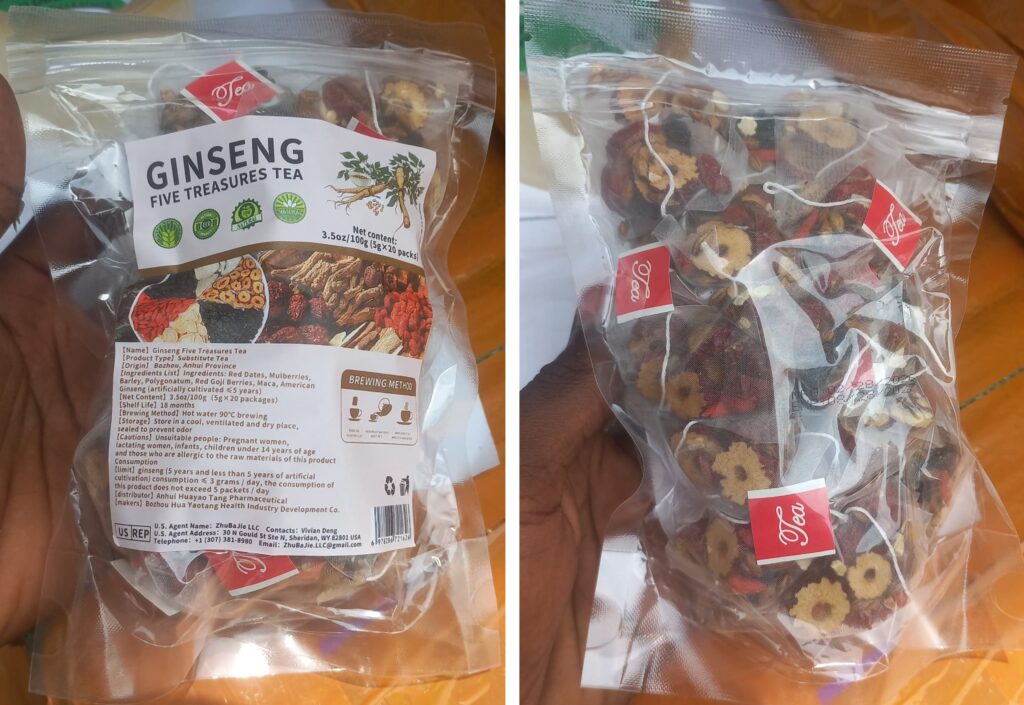 Tea
GINSENG
FIVE TREASURES TEA
Net content:
3.5oz/100g (5g×20 packs)
【Name】 Ginseng Five Treasures Tea
【Product Type】 Substitute Tea
【Origin】 Bozhou, Anhui Province
【Ingredients List】 Ingredients: Red Dates, Mulberries,
Barley, Polygonatum, Red Goji Berries, Maca, American
Ginseng (artificially cultivated ≤5 years)
【Net Content】 3.5oz/100g (5g×20 packages)
【Shelf Life】 18 months
【Brewing Method】 Hot water 90℃ brewing
【Storage】 Store in a cool, ventilated and dry place,
sealed to prevent odor
【Cautions】 Unsuitable people: Pregnant women,
lactating women, infants, children under 14 years of age
and those who are allergic to the raw materials of this product
Consumption
【limit】 ginseng (5 years and less than 5 years of artificial
cultivation) consumption ≤ 3 grams / day, the consumption of
this product does not exceed 5 packets / day
【distributor】 Anhui Huayao Tang Pharmaceutical
【makers】 Bozhou Hua Yaotang Health Industry Development Co.
BREWING METHOD
US REP
U.S. Agent Name: ZhuBaJie LLC Contacts: Vivian Deng
U.S. Agent Address: 30 N Gould St Ste N, Sheridan, WY 82801 USA
Telephone: +1 (307) 381-8980 Email: ZhuBaJie.LLC@gmail.com
Tea
Tea
Tea
Tea